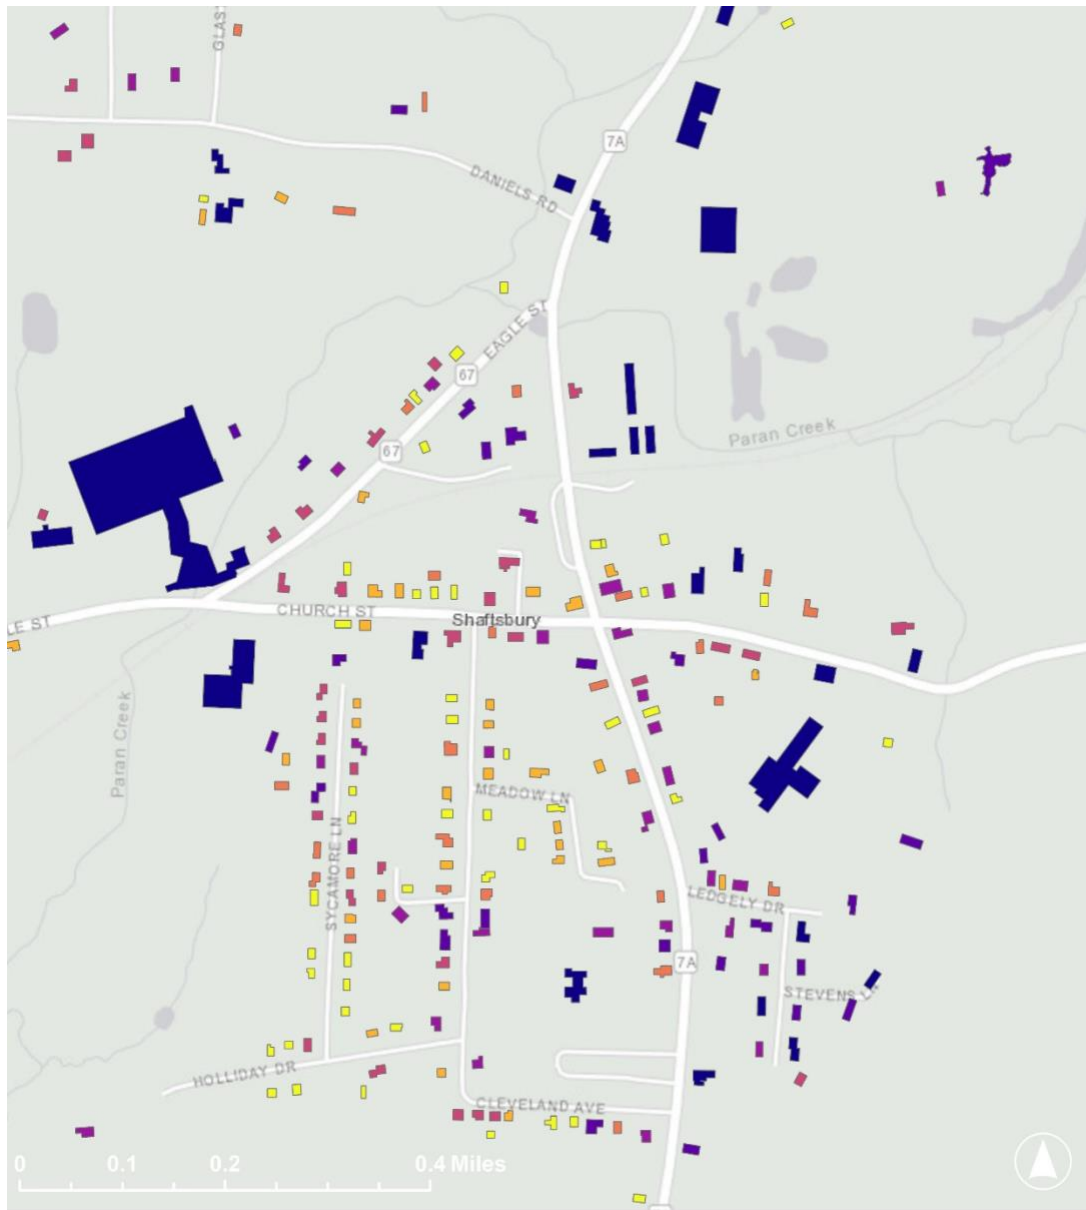 GLAS
7A
DANIELS RD
EAGLE ST
67
67
Paran Creek
CHURCH ST
Shaftsbury
LE ST
Paran Creek
MEADOW LN
SYCAMORE LN
LEDGELY DR
7A
STEVENS
HOLLIDAY DR
CLEVELAND AVE
0 0.1 0.2 0.4 Miles